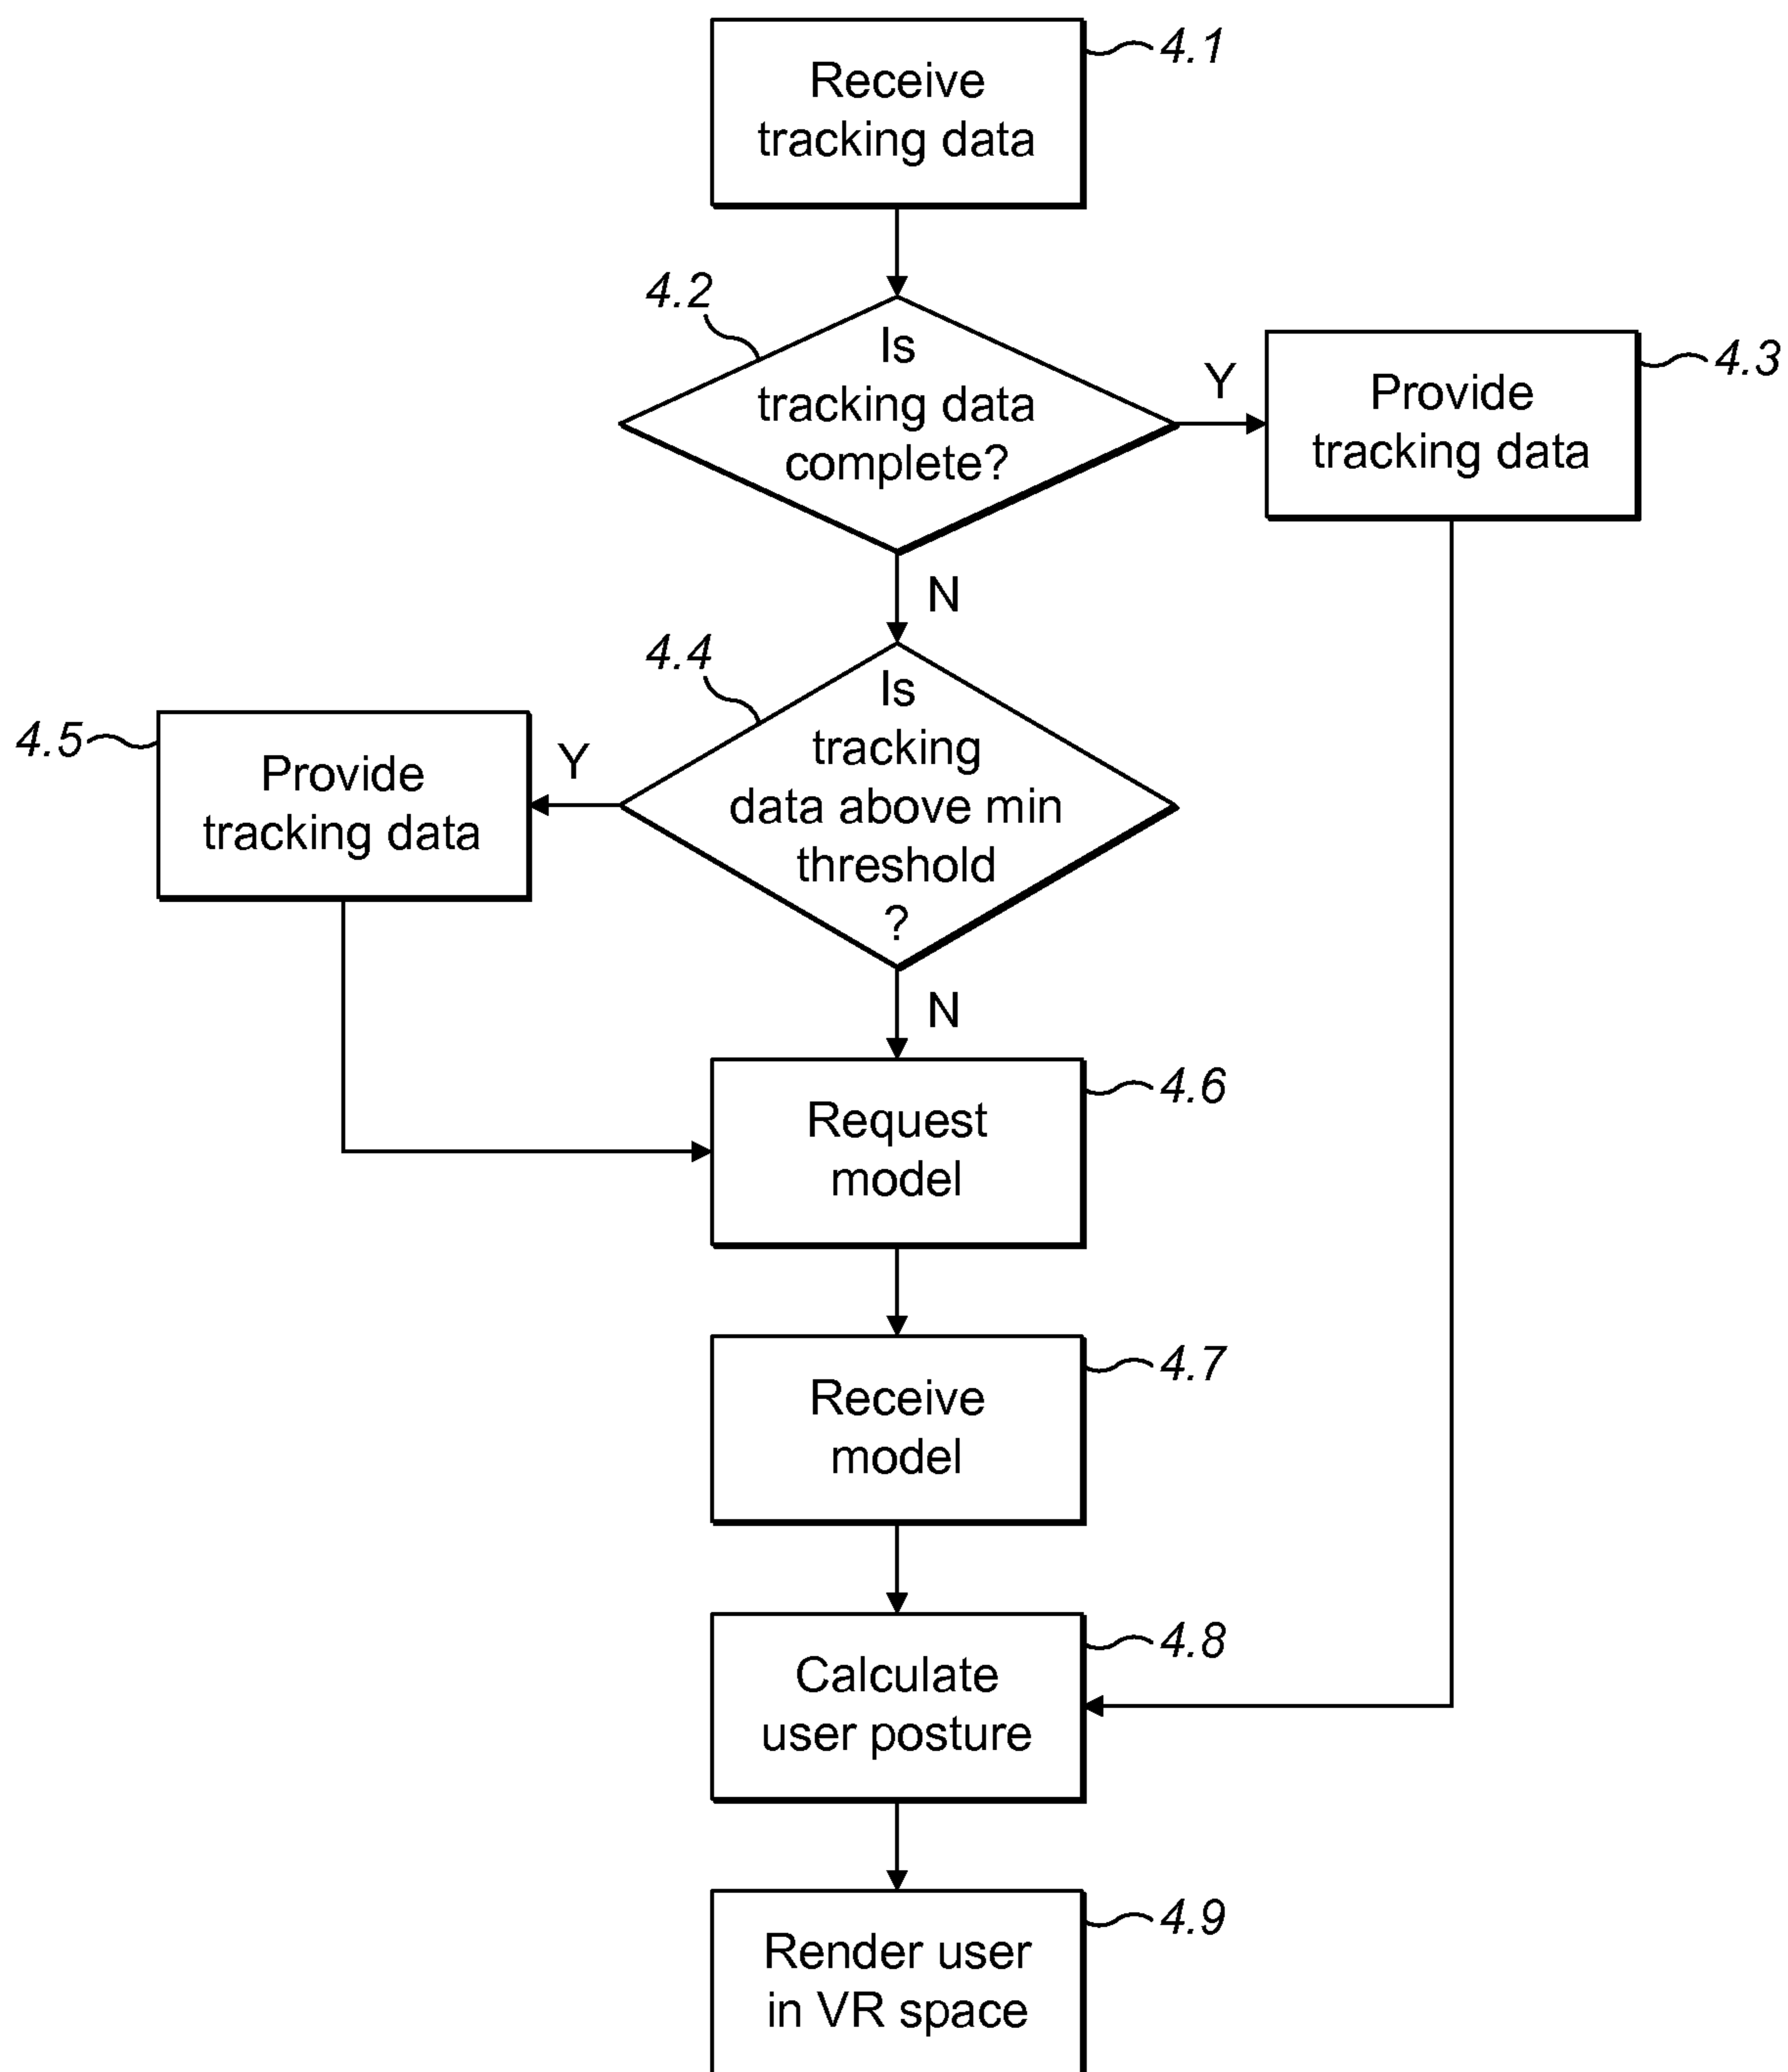 Receive
tracking data
4.1
4.2
Is
tracking data
complete?
Y
Provide
tracking data
4.3
N
4.4
Is
tracking
data above min
threshold
?
Y
4.5
Provide
tracking data
N
Request
model
4.6
Receive
model
4.7
Calculate
user posture
4.8
Render user
in VR space
4.9